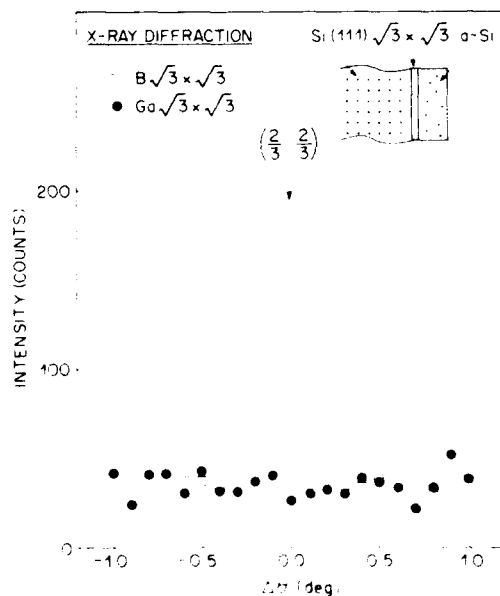 X-RAY DIFFRACTION
Si(111) √3 × √3 a-Si
B √3 × √3
● Ga √3 × √3
(2/3 2/3)
INTENSITY (COUNTS)
200
100
0
-1.0 -0.5 0.0 0.5 1.0
(deg)